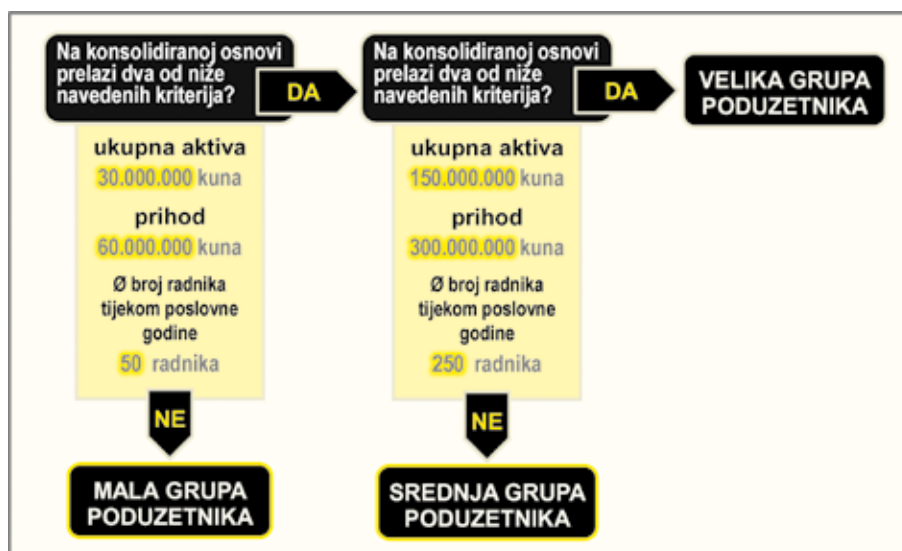 Na konsolidiranoj osnovi
prelazi dva od niže
navedenih kriterija?
DA
ukupna aktiva
30.000.000 kuna
prihod
60.000.000 kuna
Ø broj radnika
tijekom poslovne
godine
50 radnika
NE
MALA GRUPA
PODUZETNIKA
Na konsolidiranoj osnovi
prelazi dva od niže
navedenih kriterija?
DA
ukupna aktiva
150.000.000 kuna
prihod
300.000.000 kuna
Ø broj radnika
tijekom poslovne
godine
250 radnika
NE
SREDNJA GRUPA
PODUZETNIKA
VELIKA GRUPA
PODUZETNIKA